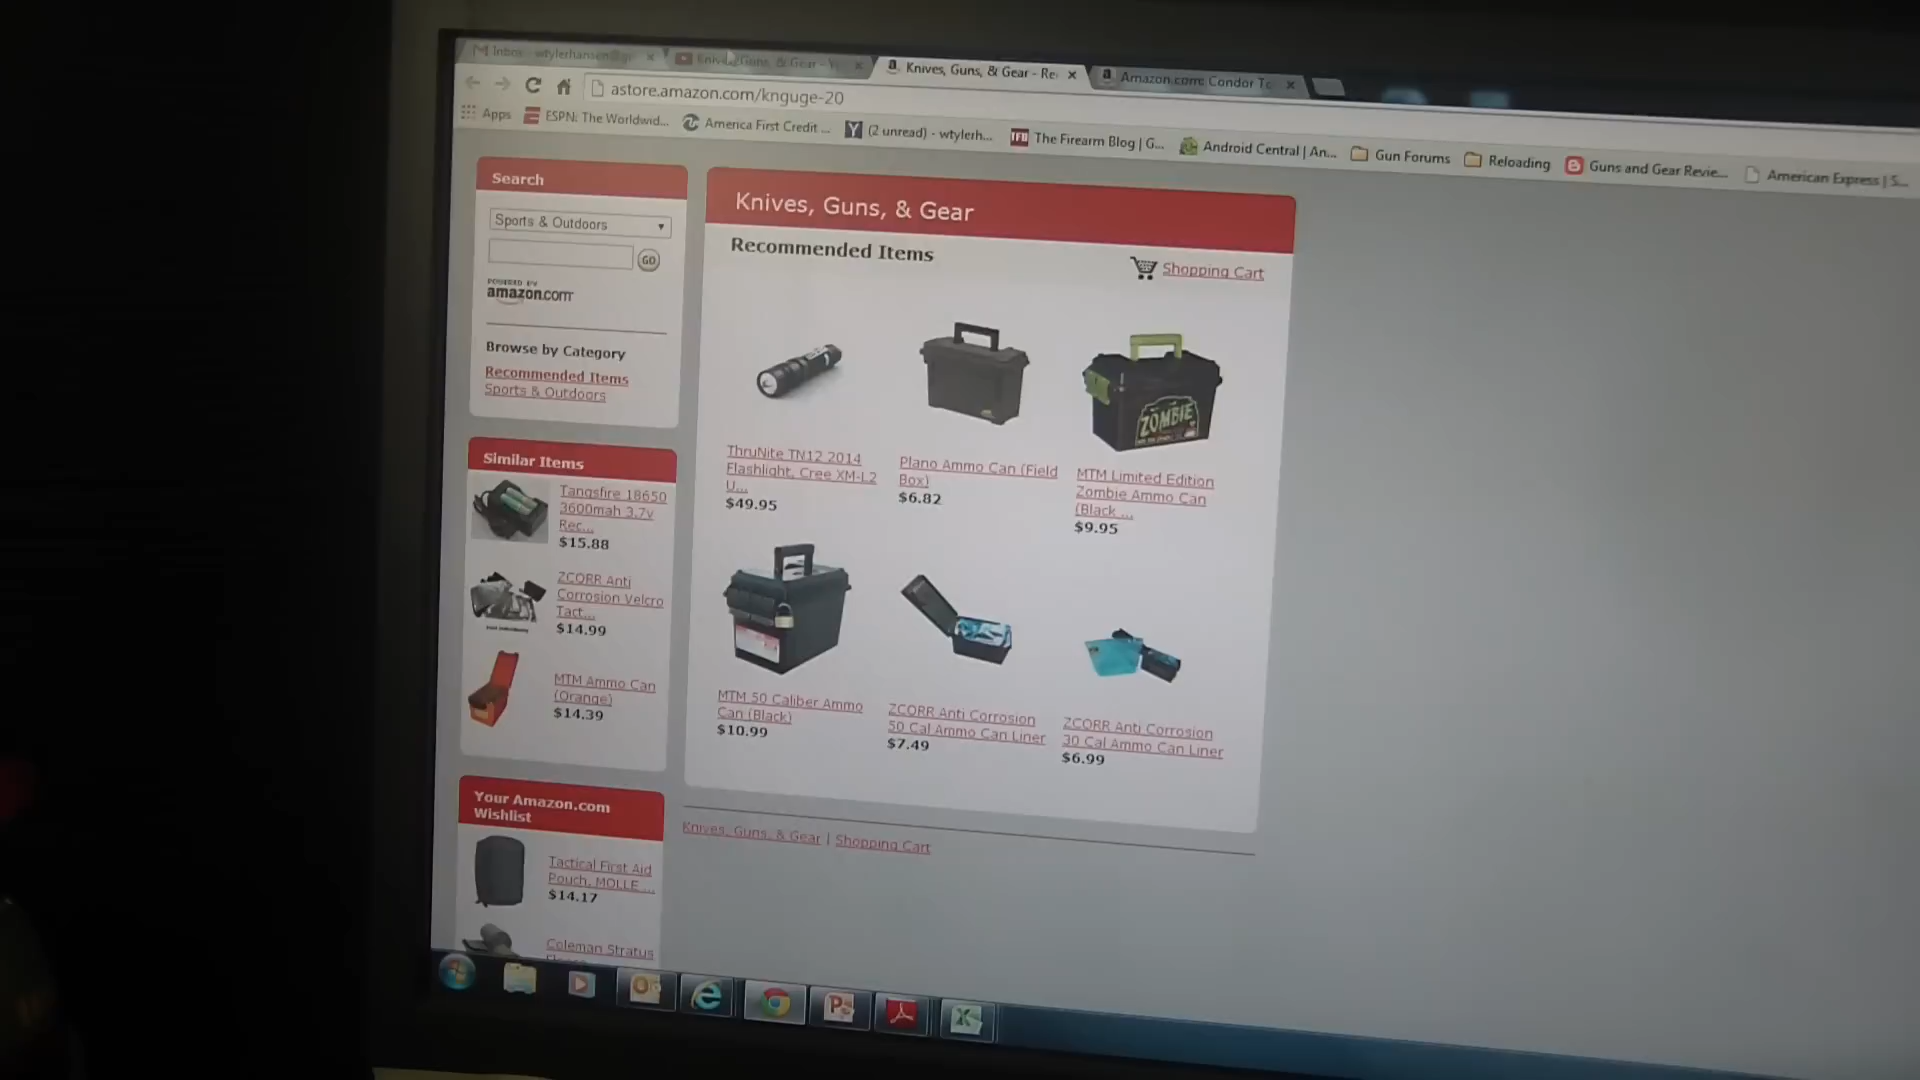 Inbox - wtylerhansen@g
Knives, Guns, & Gear - Y
Knives, Guns, & Gear - Re
Amazon.com: Condor To
astore.amazon.com/knguge-20
Apps
ESPN: The Worldwid...
America First Credit ...
(2 unread) - wtylerh...
The Firearm Blog | G...
Android Central | An...
Gun Forums
Reloading
Guns and Gear Revie...
American Express | S...
Search
Sports & Outdoors
GO
POWERED BY
amazon.com
Browse by Category
Recommended Items
Sports & Outdoors
Similar Items
Tangsfire 18650
3600mah 3.7v
Rec...
$15.88
ZCORR Anti
Corrosion Velcro
Tact...
$14.99
MTM Ammo Can
(Orange)
$14.39
Your Amazon.com
Wishlist
Tactical First Aid
Pouch, MOLLE ...
$14.17
Coleman Stratus
Knives, Guns, & Gear
Recommended Items
Shopping Cart
ZOMBIE
ThruNite TN12 2014
Flashlight, Cree XM-L2
U...
$49.95
Plano Ammo Can (Field
Box)
$6.82
MTM Limited Edition
Zombie Ammo Can
(Black ...
$9.95
MTM 50 Caliber Ammo
Can (Black)
$10.99
ZCORR Anti Corrosion
50 Cal Ammo Can Liner
$7.49
ZCORR Anti Corrosion
30 Cal Ammo Can Liner
$6.99
Knives, Guns, & Gear | Shopping Cart